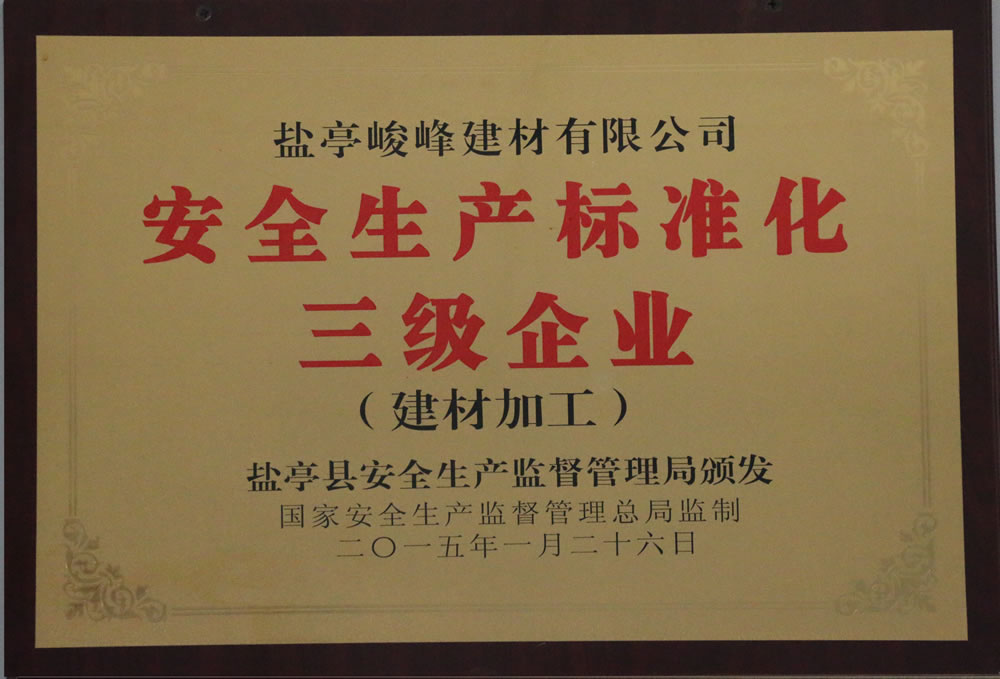 盐亭峻峰建材有限公司
安全生产标准化
三级企业
（建材加工）
盐亭县安全生产监督管理局颁发
国家安全生产监督管理总局监制
二〇一五年一月二十六日